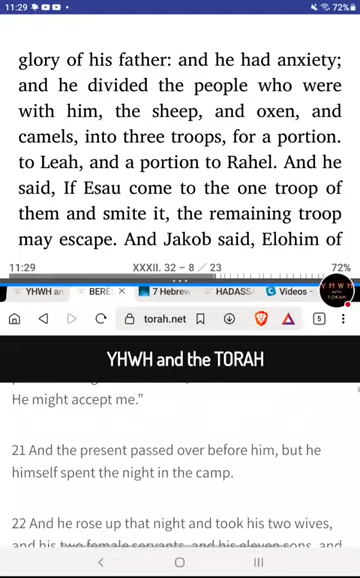 11:29
72%
glory of his father: and he had anxiety;
and he divided the people who were
with him, the sheep, and oxen, and
camels, into three troops, for a portion.
to Leah, and a portion to Rahel. And he
said, If Esau come to the one troop of
them and smite it, the remaining troop
may escape. And Jakob said, Elohim of
11:29 XXXII. 32 – 8 / 23 72%
YHWH an BERE: × 7 Hebrew HADASSA Videos –
YHWH
TORAH
torah.net 5
YHWH and the TORAH
He might accept me.”
21 And the present passed over before him, but he
himself spent the night in the camp.
22 And he rose up that night and took his two wives,
and his two female servants, and his eleven sons, and